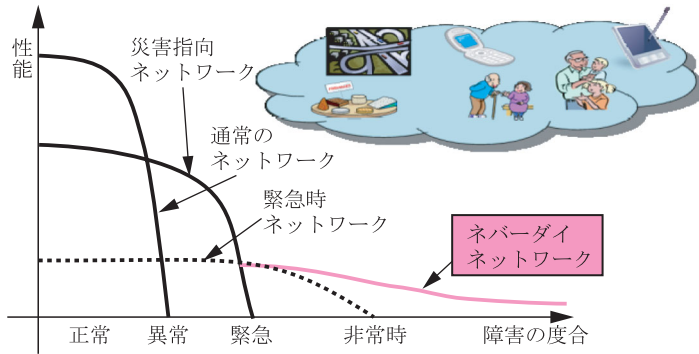 性能
災害指向
ネットワーク
通常の
ネットワーク
緊急時
ネットワーク
ネバーダイ
ネットワーク
正常
異常
緊急
非常時
障害の度合